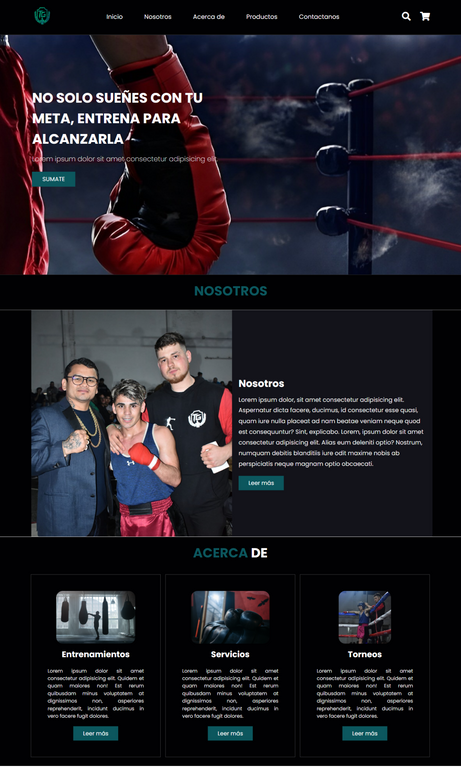 TG
Inicio Nosotros Acerca de Productos Contactanos
NO SOLO SUEÑES CON TU
META, ENTRENA PARA
ALCANZARLA
Lorem ipsum dolor sit amet consectetur adipisicing elit.
SUMATE
NOSOTROS
TG
Nosotros
Lorem ipsum dolor, sit amet consectetur adipisicing elit.
Aspernatur dicta facere, ducimus, id consectetur esse quasi,
quam iure nulla placeat ad nam beatae veniam neque quod
est consequuntur? Sint, explicabo. Lorem, ipsum dolor sit amet
consectetur adipisicing elit. Alias eum deleniti optio? Nostrum,
numquam debitis blanditiis iure odit maxime nobis ab
perspiciatis neque magnam optio obcaecati.
Leer más
ACERCA DE
Entrenamientos
Lorem ipsum dolor sit amet
consectetur adipisicing elit. Quidem et
quam maiores non! Est rerum
quibusdam minus voluptatem at
dignissimos non, asperiores
reprehenderit, incidunt ducimus in
vero facere fugit dolores.
Leer más
Servicios
Lorem ipsum dolor sit amet
consectetur adipisicing elit. Quidem et
quam maiores non! Est rerum
quibusdam minus voluptatem at
dignissimos non, asperiores
reprehenderit, incidunt ducimus in
vero facere fugit dolores.
Leer más
Torneos
Lorem ipsum dolor sit amet
consectetur adipisicing elit. Quidem et
quam maiores non! Est rerum
quibusdam minus voluptatem at
dignissimos non, asperiores
reprehenderit, incidunt ducimus in
vero facere fugit dolores.
Leer más